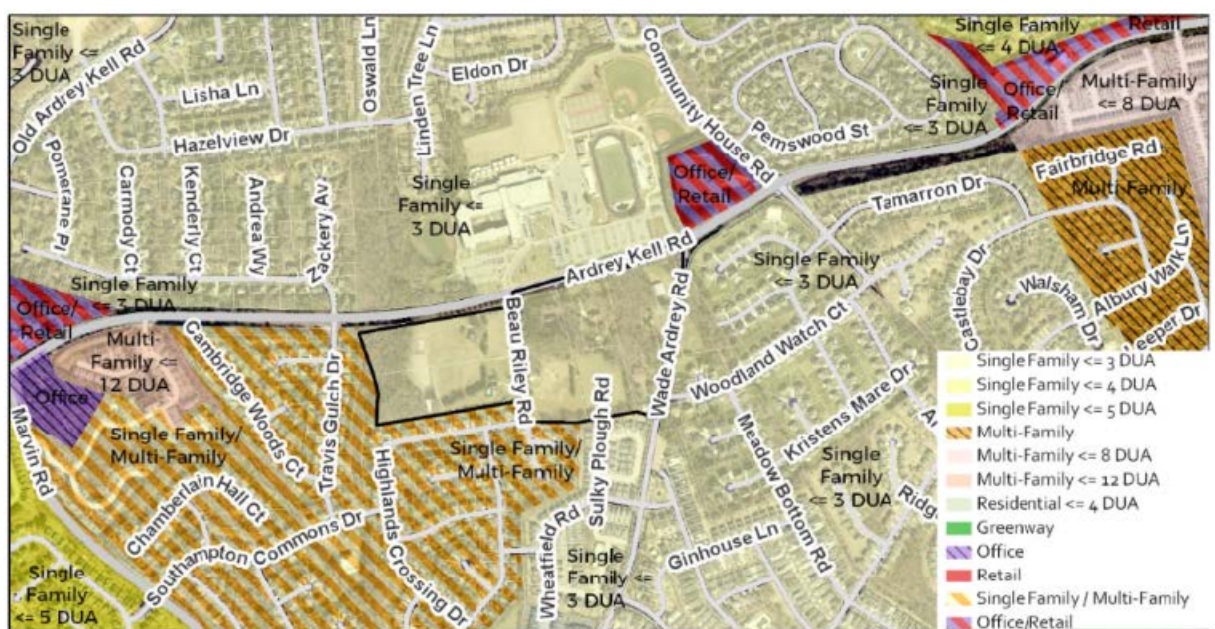 Single
Family <=
3 DUA
Old Ardrey Kell Rd
Lisha Ln
Hazelview Dr
Oswald Ln
Linden Tree Ln
Eldon Dr
Community House Rd
Pemswood St
Single Family
<= 4 DUA
Retail
Single
Family
<= 3 DUA
Office/
Retail
Multi-Family
<= 8 DUA
Pomerane Pl
Carmody Ct
Kenderly Ct
Andrea Wy
Zackery Av
Single
Family <=
3 DUA
Office/
Retail
Tamarron Dr
Fairbridge Rd
Multi-Family
Ardrey Kell Rd
Single Family
<= 3 DUA
Castlebay Dr
Walsham Dr
Albury Walk Ln
Leeper Dr
Single Family
<= 3 DUA
Office/
Retail
Multi-
Family <=
12 DUA
Office
Marvin Rd
Cambridge Woods Ct
Travis Gulch Dr
Beau Riley Rd
Wade Ardrey Rd
Woodland Watch Ct
Kristens Mare Dr
Meadow Bottom Rd
Single Family/
Multi-Family
Single Family/
Multi-Family
Sulky Plough Rd
Chamberlain Hall Ct
Southampton Commons Dr
Highlands Crossing Dr
Wheatfield Rd
Ginhouse Ln
Single
Family
<= 3 DUA
Single
Family <=
3 DUA
Single
Family
<= 5 DUA
Single Family <= 3 DUA
Single Family <= 4 DUA
Single Family <= 5 DUA
Multi-Family
Multi-Family <= 8 DUA
Multi-Family <= 12 DUA
Residential <= 4 DUA
Greenway
Office
Retail
Single Family / Multi-Family
Office/Retail